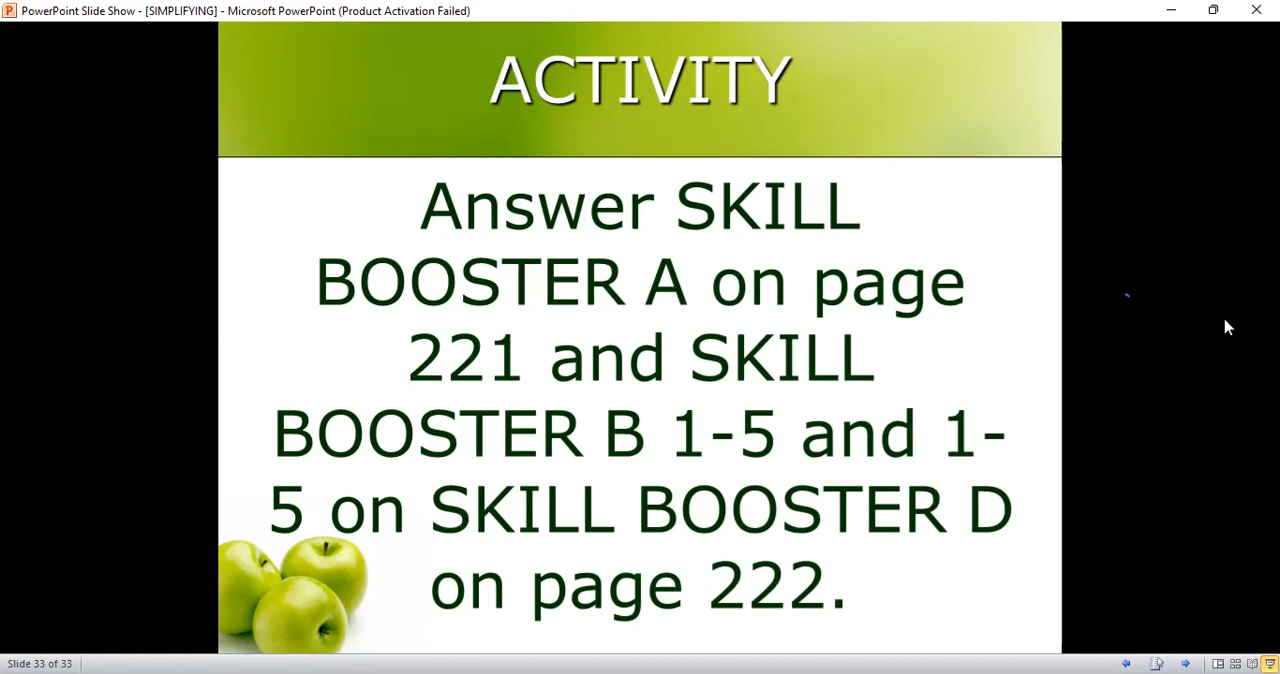 PowerPoint Slide Show - [SIMPLIFYING] - Microsoft PowerPoint (Product Activation Failed)
ACTIVITY
Answer SKILL
BOOSTER A on page
221 and SKILL
BOOSTER B 1-5 and 1-
5 on SKILL BOOSTER D
on page 222.
Slide 33 of 33